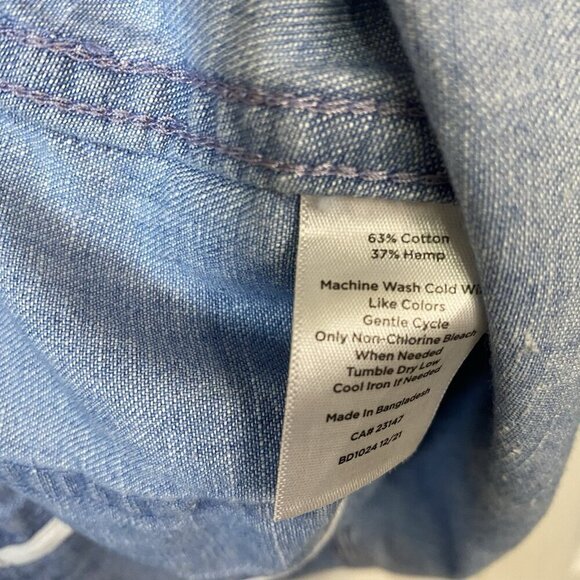 63% Cotton
37% Hemp
Machine Wash Cold Wi
Like Colors
Gentle Cycle
Only Non-Chlorine Bleach
When Needed
Tumble Dry Low
Cool Iron If Needed
Made In Bangladesh
CA# 23147
BD1024 12/21